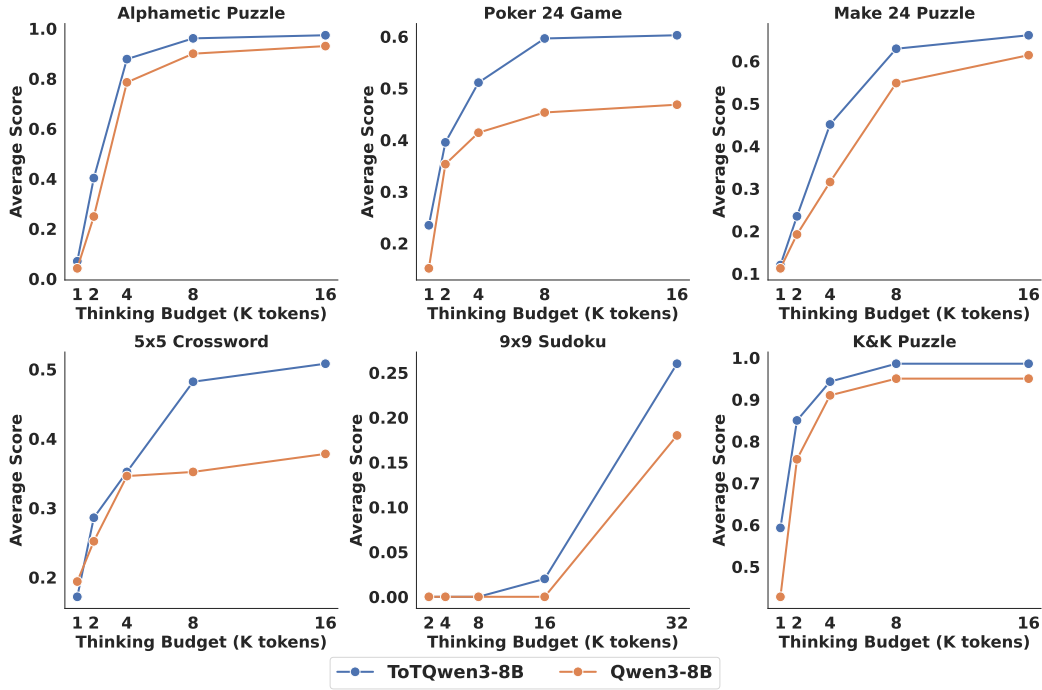 Alphametic Puzzle
Average Score
1.0
0.8
0.6
0.4
0.2
0.0
1 2 4 8 16
Thinking Budget (K tokens)
Poker 24 Game
Average Score
0.6
0.5
0.4
0.3
0.2
1 2 4 8 16
Thinking Budget (K tokens)
Make 24 Puzzle
Average Score
0.6
0.5
0.4
0.3
0.2
0.1
1 2 4 8 16
Thinking Budget (K tokens)
5x5 Crossword
Average Score
0.5
0.4
0.3
0.2
1 2 4 8 16
Thinking Budget (K tokens)
9x9 Sudoku
Average Score
0.25
0.20
0.15
0.10
0.05
0.00
2 4 8 16 32
Thinking Budget (K tokens)
K&K Puzzle
Average Score
1.0
0.9
0.8
0.7
0.6
0.5
1 2 4 8 16
Thinking Budget (K tokens)
ToTQwen3-8B Qwen3-8B